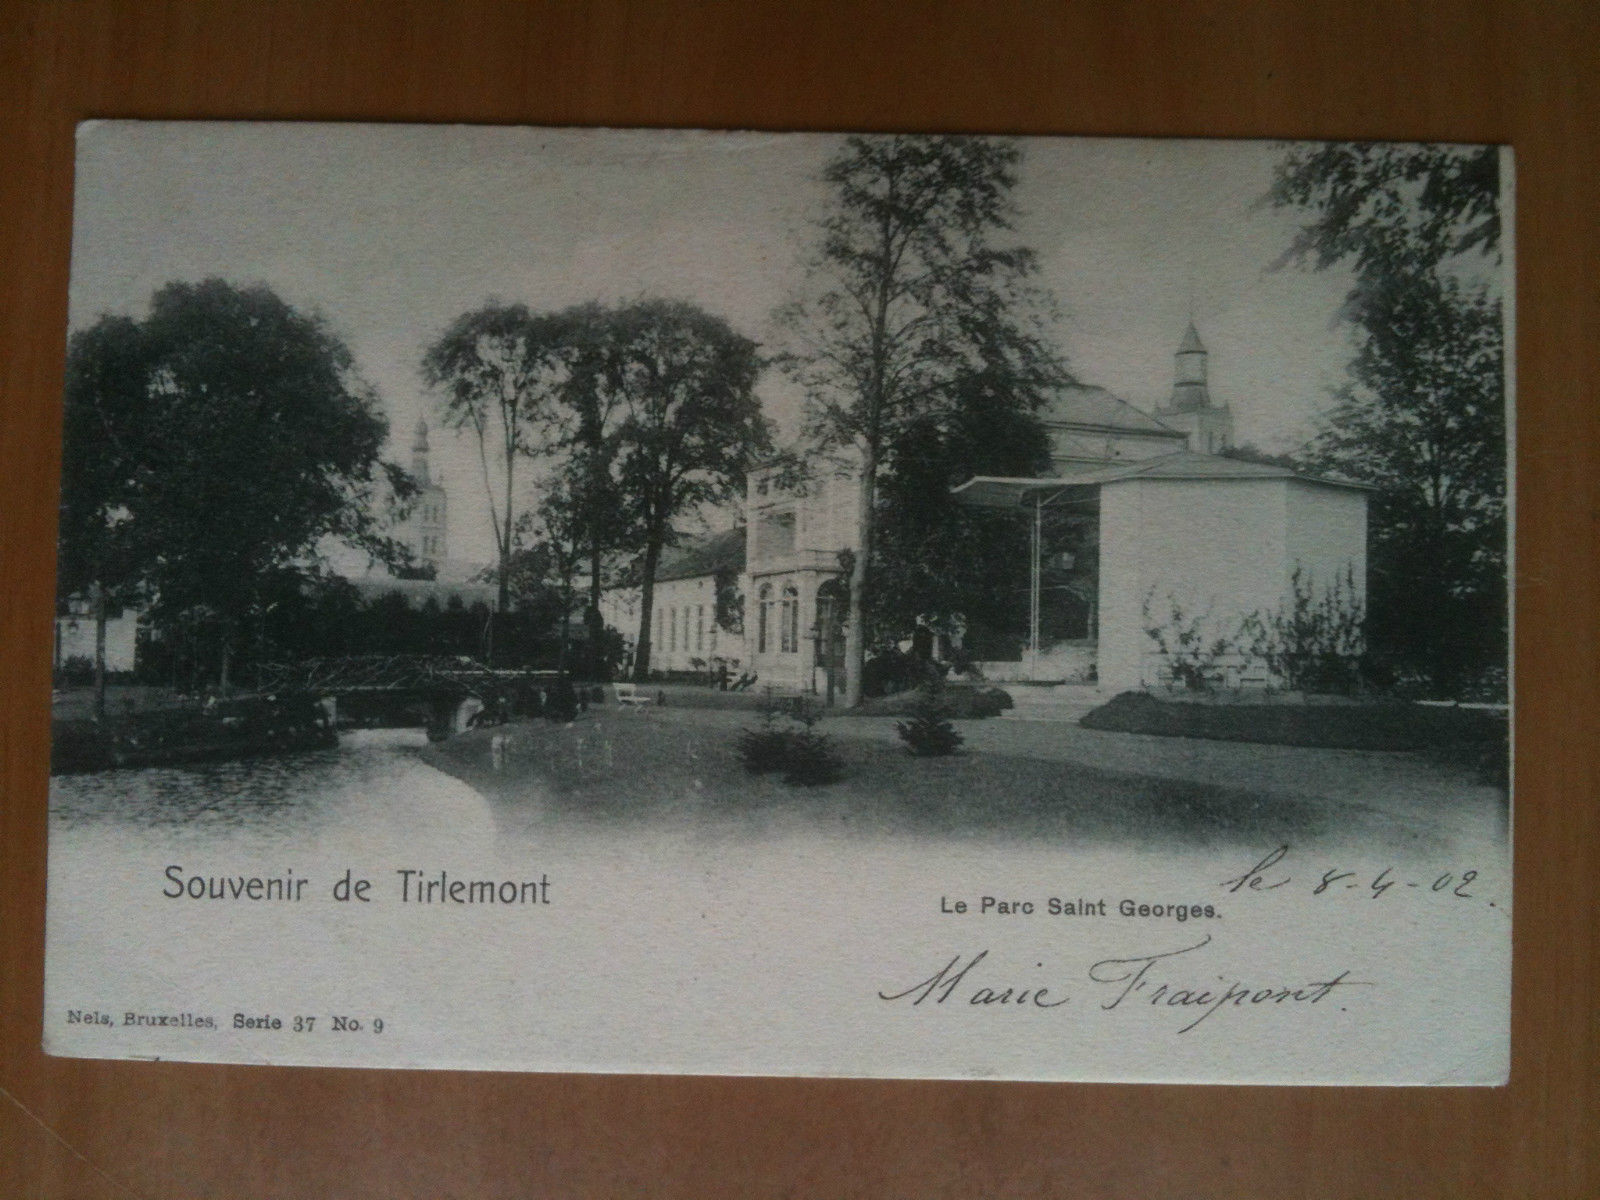 Souvenir de Tirlemont
le 8-4-02.
Le Parc Saint Georges.
Marie Fraipont.
Nels, Bruxelles, Serie 37 No. 9